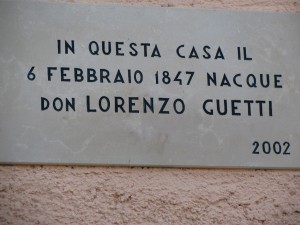 IN QUESTA CASA IL
6 FEBBRAIO 1847 NACQUE
DON LORENZO GUETTI
2002